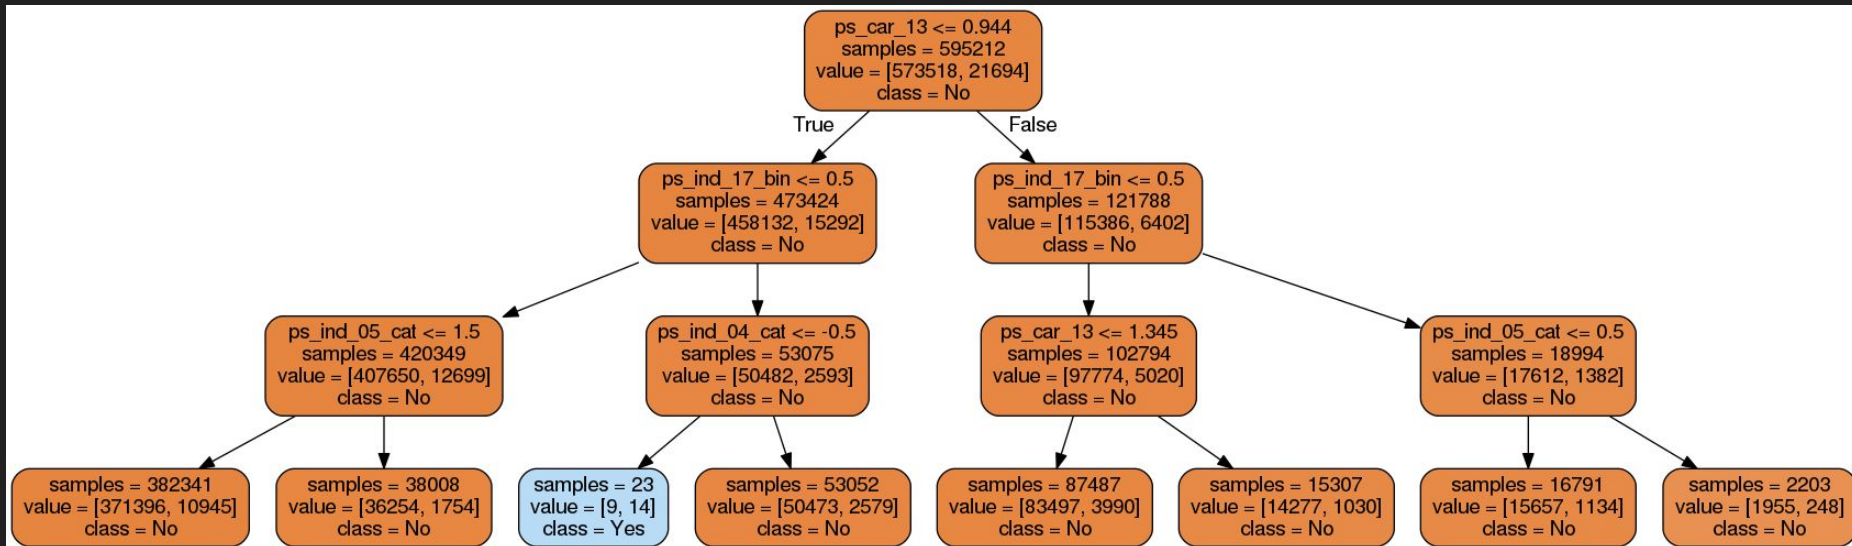 ps_car_13 <= 0.944
samples = 595212
value = [573518, 21694]
class = No
True
False
ps_ind_17_bin <= 0.5
samples = 473424
value = [458132, 15292]
class = No
ps_ind_17_bin <= 0.5
samples = 121788
value = [115386, 6402]
class = No
ps_ind_05_cat <= 1.5
samples = 420349
value = [407650, 12699]
class = No
ps_ind_04_cat <= -0.5
samples = 53075
value = [50482, 2593]
class = No
ps_car_13 <= 1.345
samples = 102794
value = [97774, 5020]
class = No
ps_ind_05_cat <= 0.5
samples = 18994
value = [17612, 1382]
class = No
samples = 382341
value = [371396, 10945]
class = No
samples = 38008
value = [36254, 1754]
class = No
samples = 23
value = [9, 14]
class = Yes
samples = 53052
value = [50473, 2579]
class = No
samples = 87487
value = [83497, 3990]
class = No
samples = 15307
value = [14277, 1030]
class = No
samples = 16791
value = [15657, 1134]
class = No
samples = 2203
value = [1955, 248]
class = No